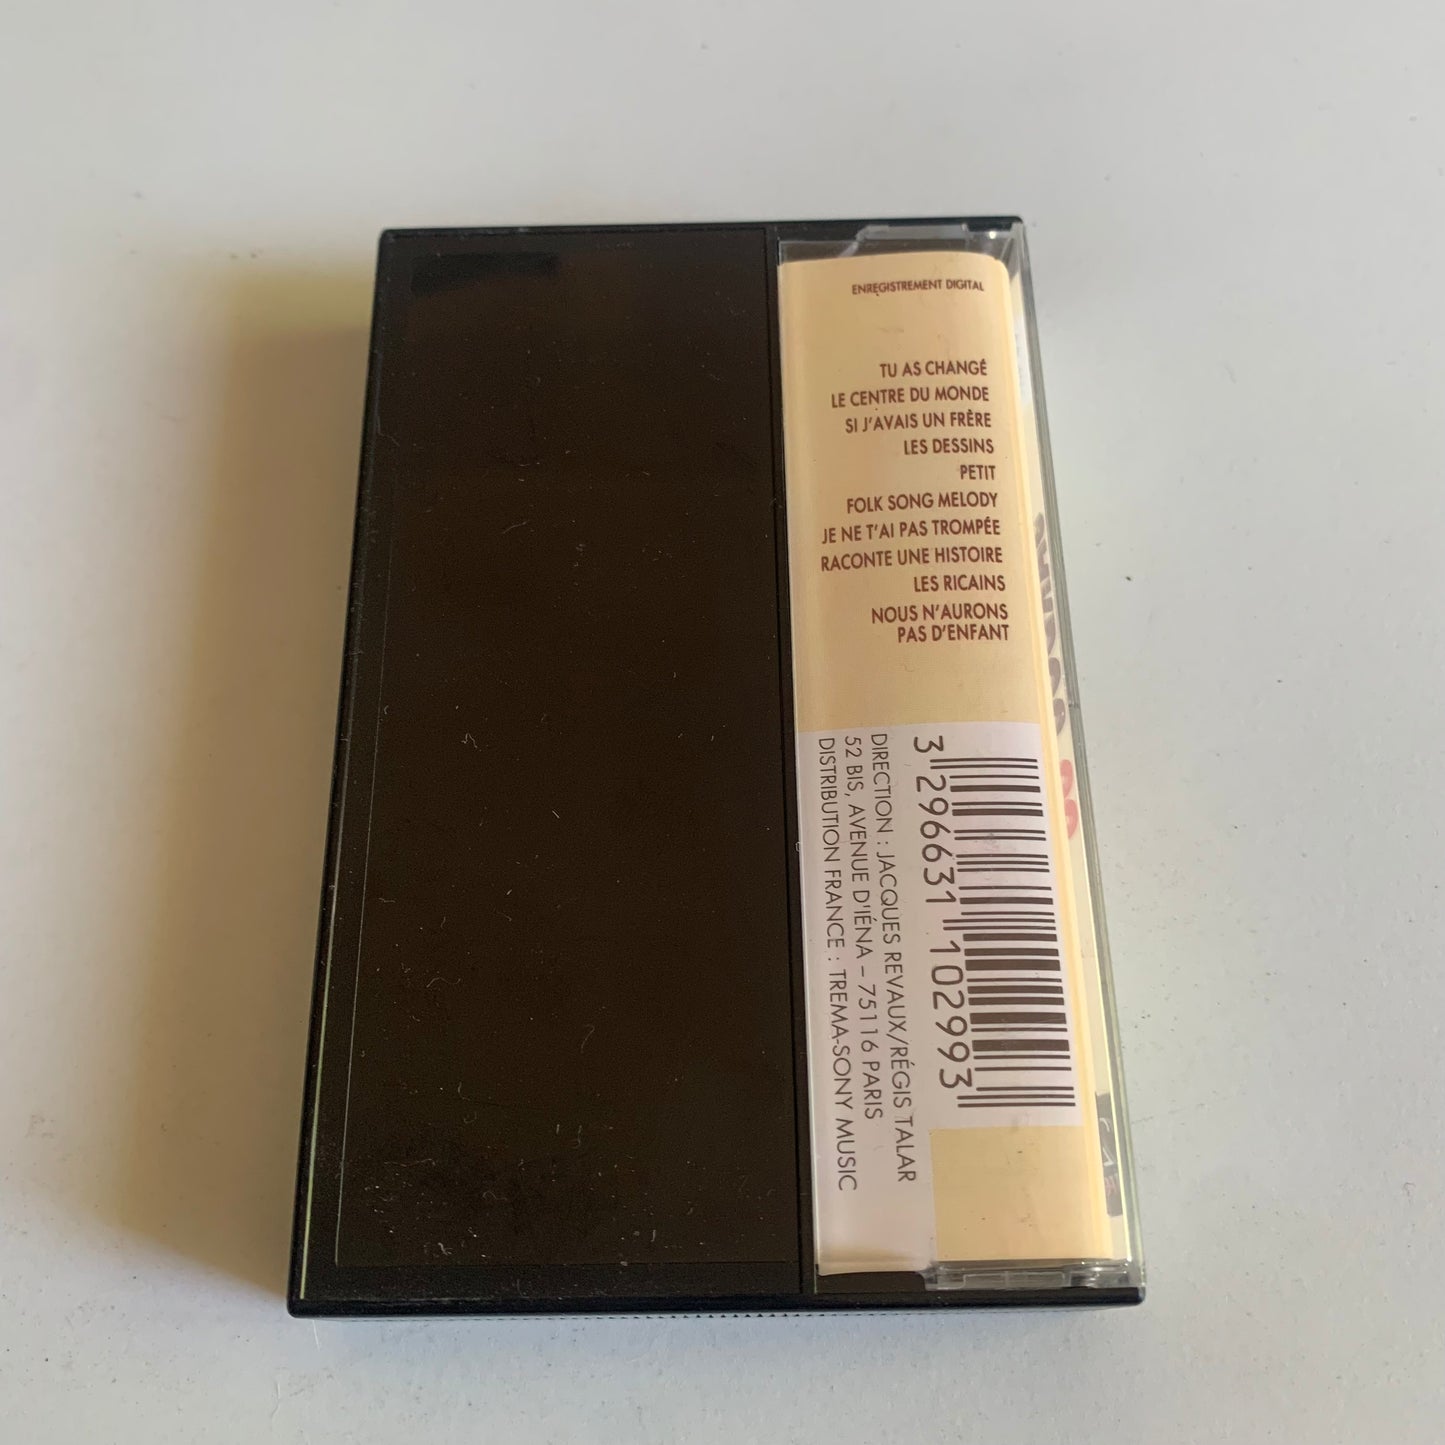 ENREGISTREMENT DIGITAL
TU AS CHANGÉ
LE CENTRE DU MONDE
SI J'AVAIS UN FRÈRE
LES DESSINS
PETIT
FOLK SONG MELODY
JE NE T'AI PAS TROMPÉE
RACONTE UNE HISTOIRE
LES RICAINS
NOUS N'AURONS
PAS D'ENFANT
3 296631 102993
DIRECTION : JACQUES REVAUX/RÉGIS TALAR
52 BIS, AVENUE D'IÉNA – 75116 PARIS
DISTRIBUTION FRANCE : TREMA-SONY MUSIC